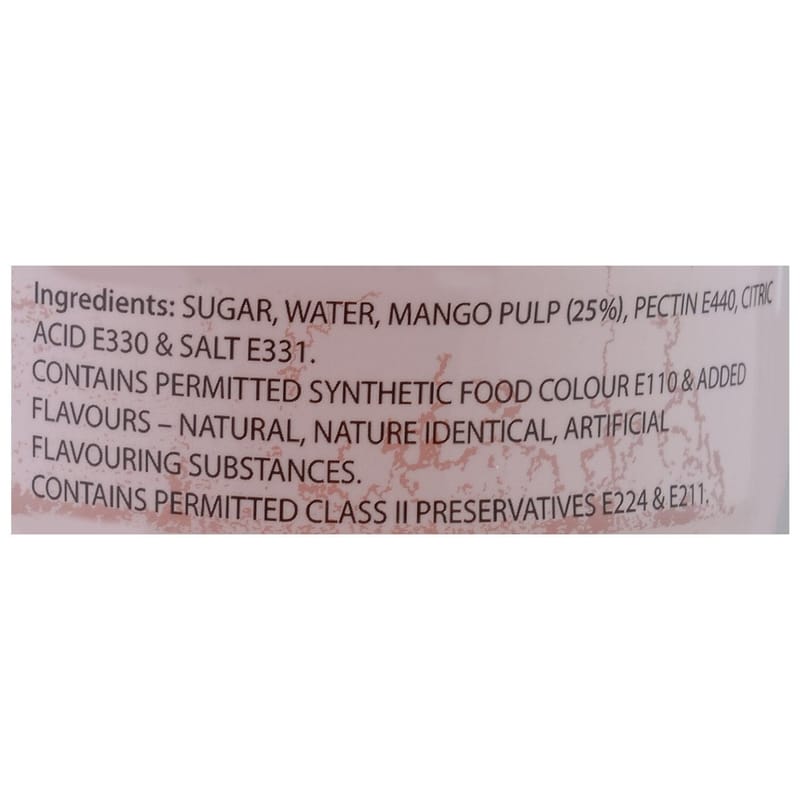 Ingredients: SUGAR, WATER, MANGO PULP (25%), PECTIN E440, CITRIC
ACID E330 & SALT E331.
CONTAINS PERMITTED SYNTHETIC FOOD COLOUR E110 & ADDED
FLAVOURS – NATURAL, NATURE IDENTICAL, ARTIFICIAL
FLAVOURING SUBSTANCES.
CONTAINS PERMITTED CLASS II PRESERVATIVES E224 & E211.